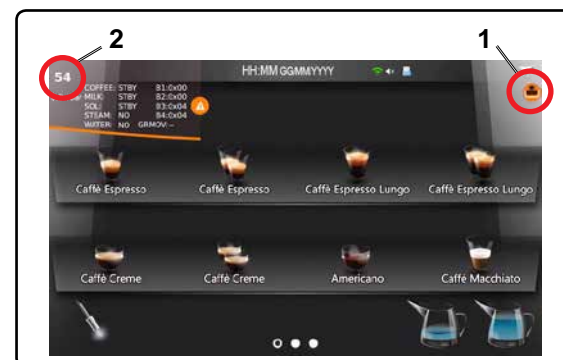 2
1
54
HH:MM GGMMYYYY
COFFEE: STBY B1:0x00
MILK: STBY B2:0x00
SOL: STBY B3:0x04
STEAM: NO B4:0x04
WATER: NO GRMOV:--
Caffè Espresso Caffè Espresso Caffè Espresso Lungo Caffè Espresso Lungo
Caffè Creme Caffè Creme Americano Caffé Macchiato